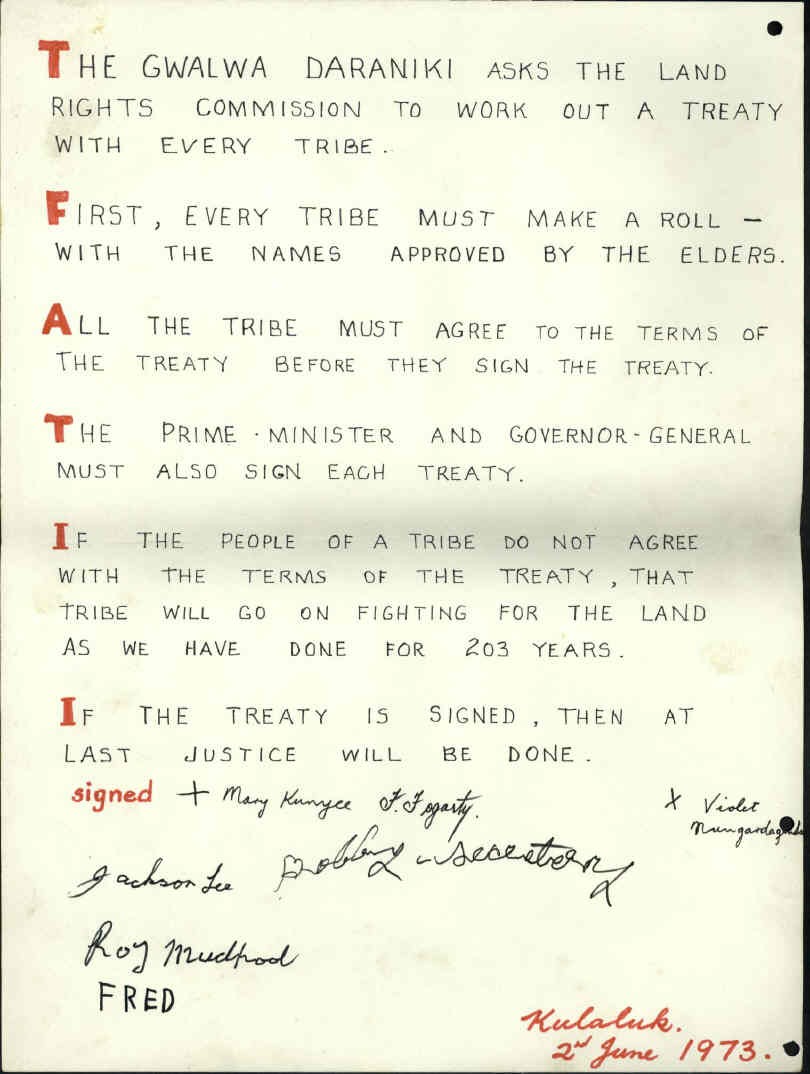 THE GWALWA DARANIKI ASKS THE LAND
RIGHTS COMMISSION TO WORK OUT A TREATY
WITH EVERY TRIBE.
FIRST, EVERY TRIBE MUST MAKE A ROLL –
WITH THE NAMES APPROVED BY THE ELDERS.
ALL THE TRIBE MUST AGREE TO THE TERMS OF
THE TREATY BEFORE THEY SIGN THE TREATY.
THE PRIME-MINISTER AND GOVERNOR-GENERAL
MUST ALSO SIGN EACH TREATY.
IF THE PEOPLE OF A TRIBE DO NOT AGREE
WITH THE TERMS OF THE TREATY, THAT
TRIBE WILL GO ON FIGHTING FOR THE LAND
AS WE HAVE DONE FOR 203 YEARS.
IF THE TREATY IS SIGNED, THEN AT
LAST JUSTICE WILL BE DONE.
signed + Mary Kunyee F. Fogarty. X Violet
Jackson Lee Bobby Secretary
Roy Mudpod
FRED
Kulaluk.
2nd June 1973.